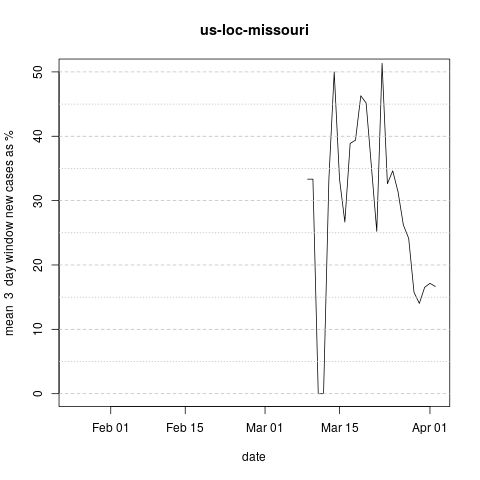 us-loc-missouri
mean  3  day window new cases as %
50
40
30
20
10
0
Feb 01
Feb 15
Mar 01
Mar 15
Apr 01
date